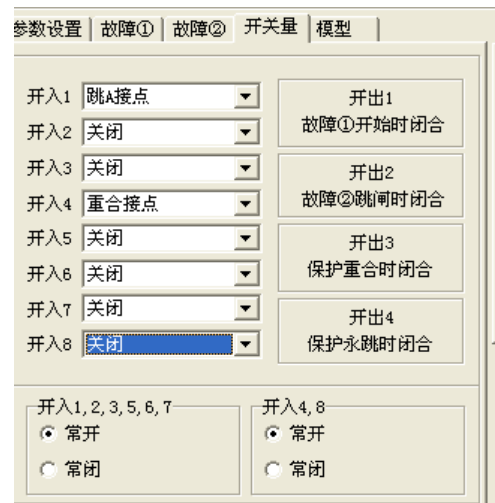 参数设置 故障① 故障② 开关量 模型
开入1 跳A接点
开入2 关闭
开入3 关闭
开入4 重合接点
开入5 关闭
开入6 关闭
开入7 关闭
开入8 关闭
开出1
故障①开始时闭合
开出2
故障②跳闸时闭合
开出3
保护重合时闭合
开出4
保护永跳时闭合
开入1,2,3,5,6,7
常开
常闭
开入4,8
常开
常闭